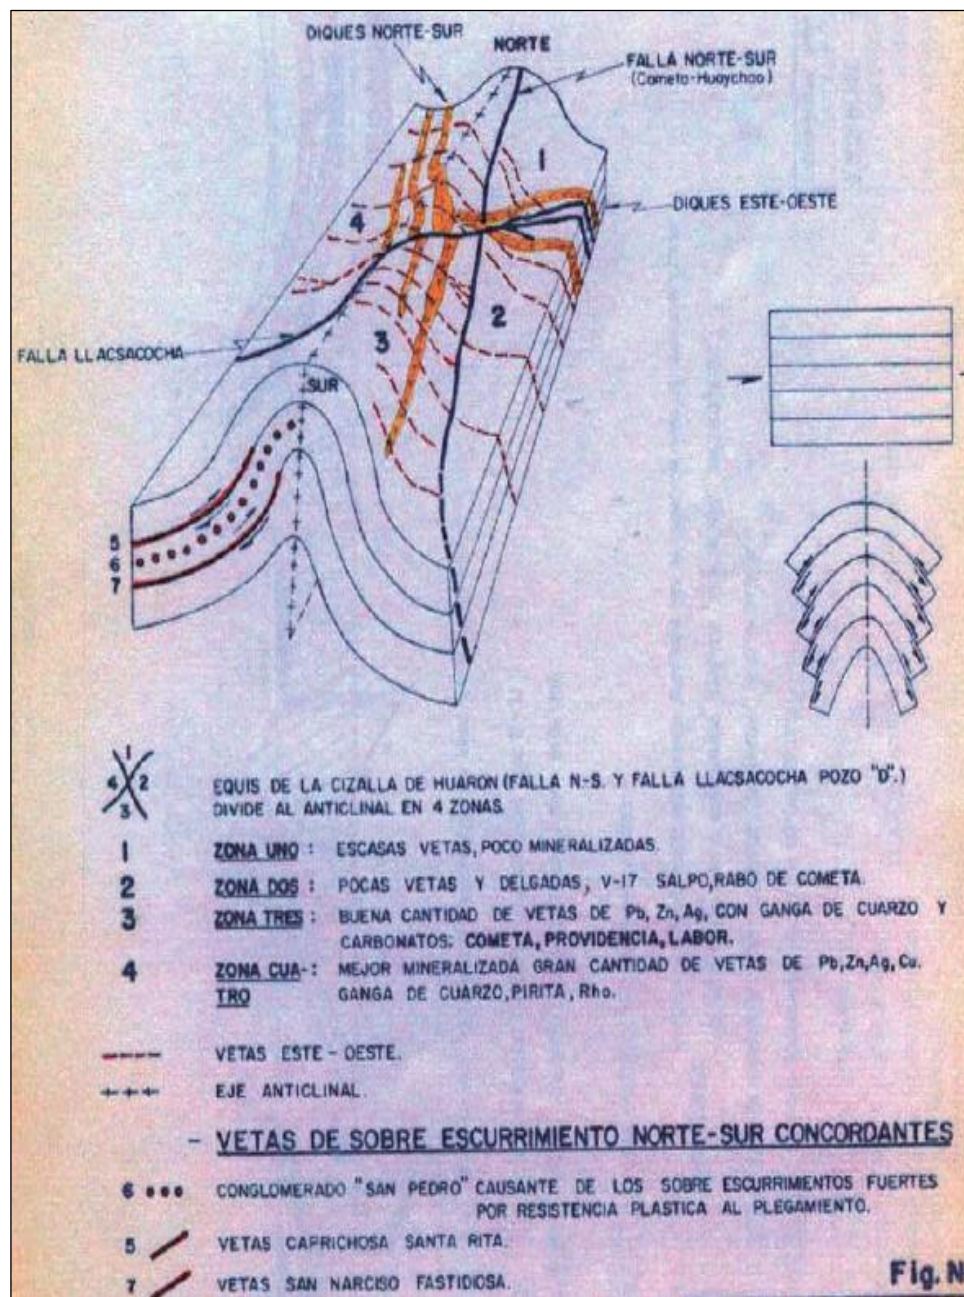 DIQUES NORTE-SUR
NORTE
FALLA NORTE-SUR
(Cometa-Huaychao)
1
DIQUES ESTE-OESTE
4
2
3
FALLA LLACSACOCHA
SUR
5
6
7
1
4 2
3
EQUIS DE LA CIZALLA DE HUARON (FALLA N-S. Y FALLA LLACSACOCHA POZO "D".)
DIVIDE AL ANTICLINAL EN 4 ZONAS.
1 ZONA UNO : ESCASAS VETAS, POCO MINERALIZADAS.
2 ZONA DOS : POCAS VETAS Y DELGADAS, V-17 SALPO, RABO DE COMETA.
3 ZONA TRES : BUENA CANTIDAD DE VETAS DE Pb, Zn, Ag, CON GANGA DE CUARZO Y
CARBONATOS: COMETA, PROVIDENCIA, LABOR.
4 ZONA CUA-: MEJOR MINERALIZADA GRAN CANTIDAD DE VETAS DE Pb, Zn, Ag, Cu.
TRO GANGA DE CUARZO, PIRITA, Rho.
VETAS ESTE - OESTE.
EJE ANTICLINAL.
- VETAS DE SOBRE ESCURRIMIENTO NORTE-SUR CONCORDANTES
6 CONGLOMERADO "SAN PEDRO" CAUSANTE DE LOS SOBRE ESCURRIMIENTOS FUERTES
POR RESISTENCIA PLASTICA AL PLEGAMIENTO.
5 VETAS CAPRICHOSA SANTA RITA.
7 VETAS SAN NARCISO FASTIDIOSA.
Fig. N